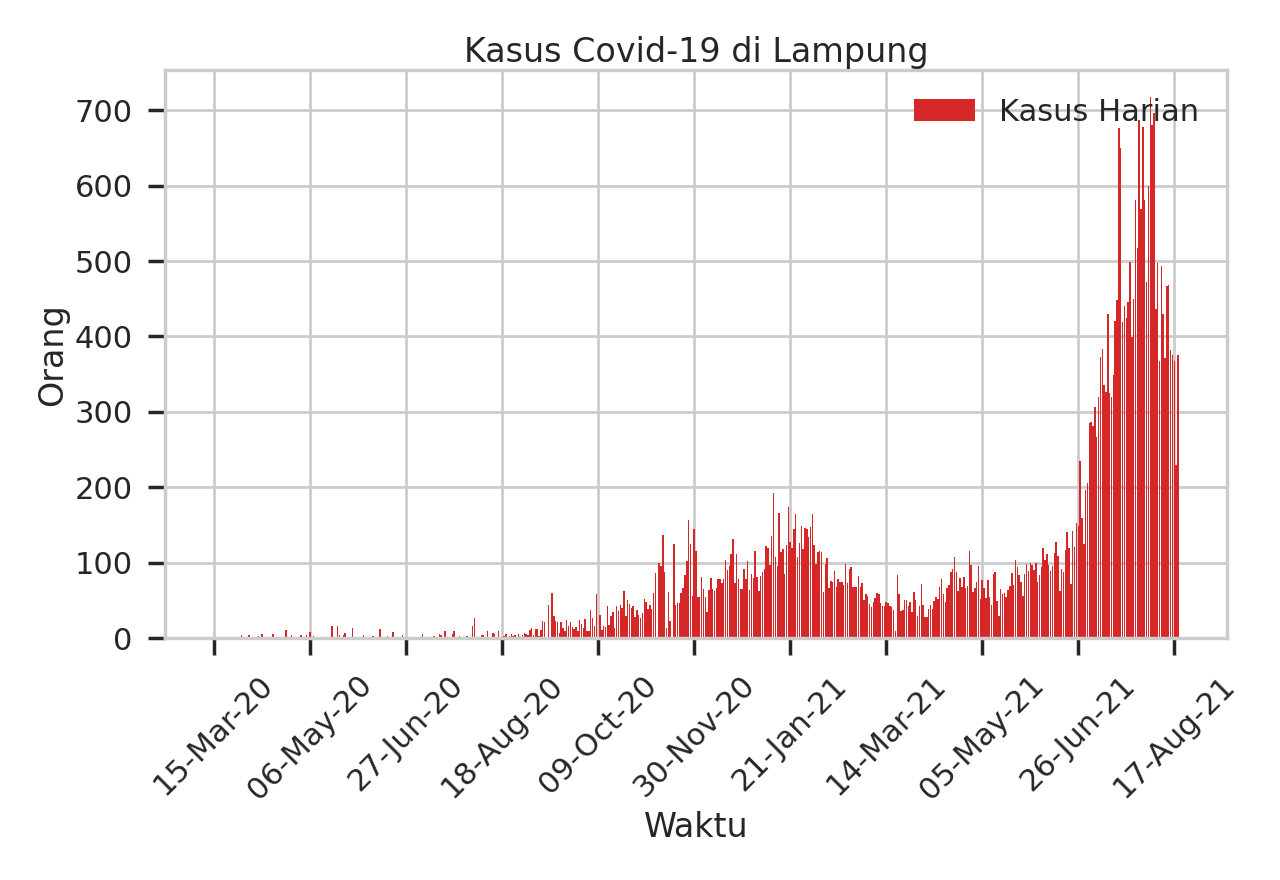 Kasus Covid-19 di Lampung
Kasus Harian
Orang
700
600
500
400
300
200
100
0
15-Mar-20
06-May-20
27-Jun-20
18-Aug-20
09-Oct-20
30-Nov-20
21-Jan-21
14-Mar-21
05-May-21
26-Jun-21
17-Aug-21
Waktu